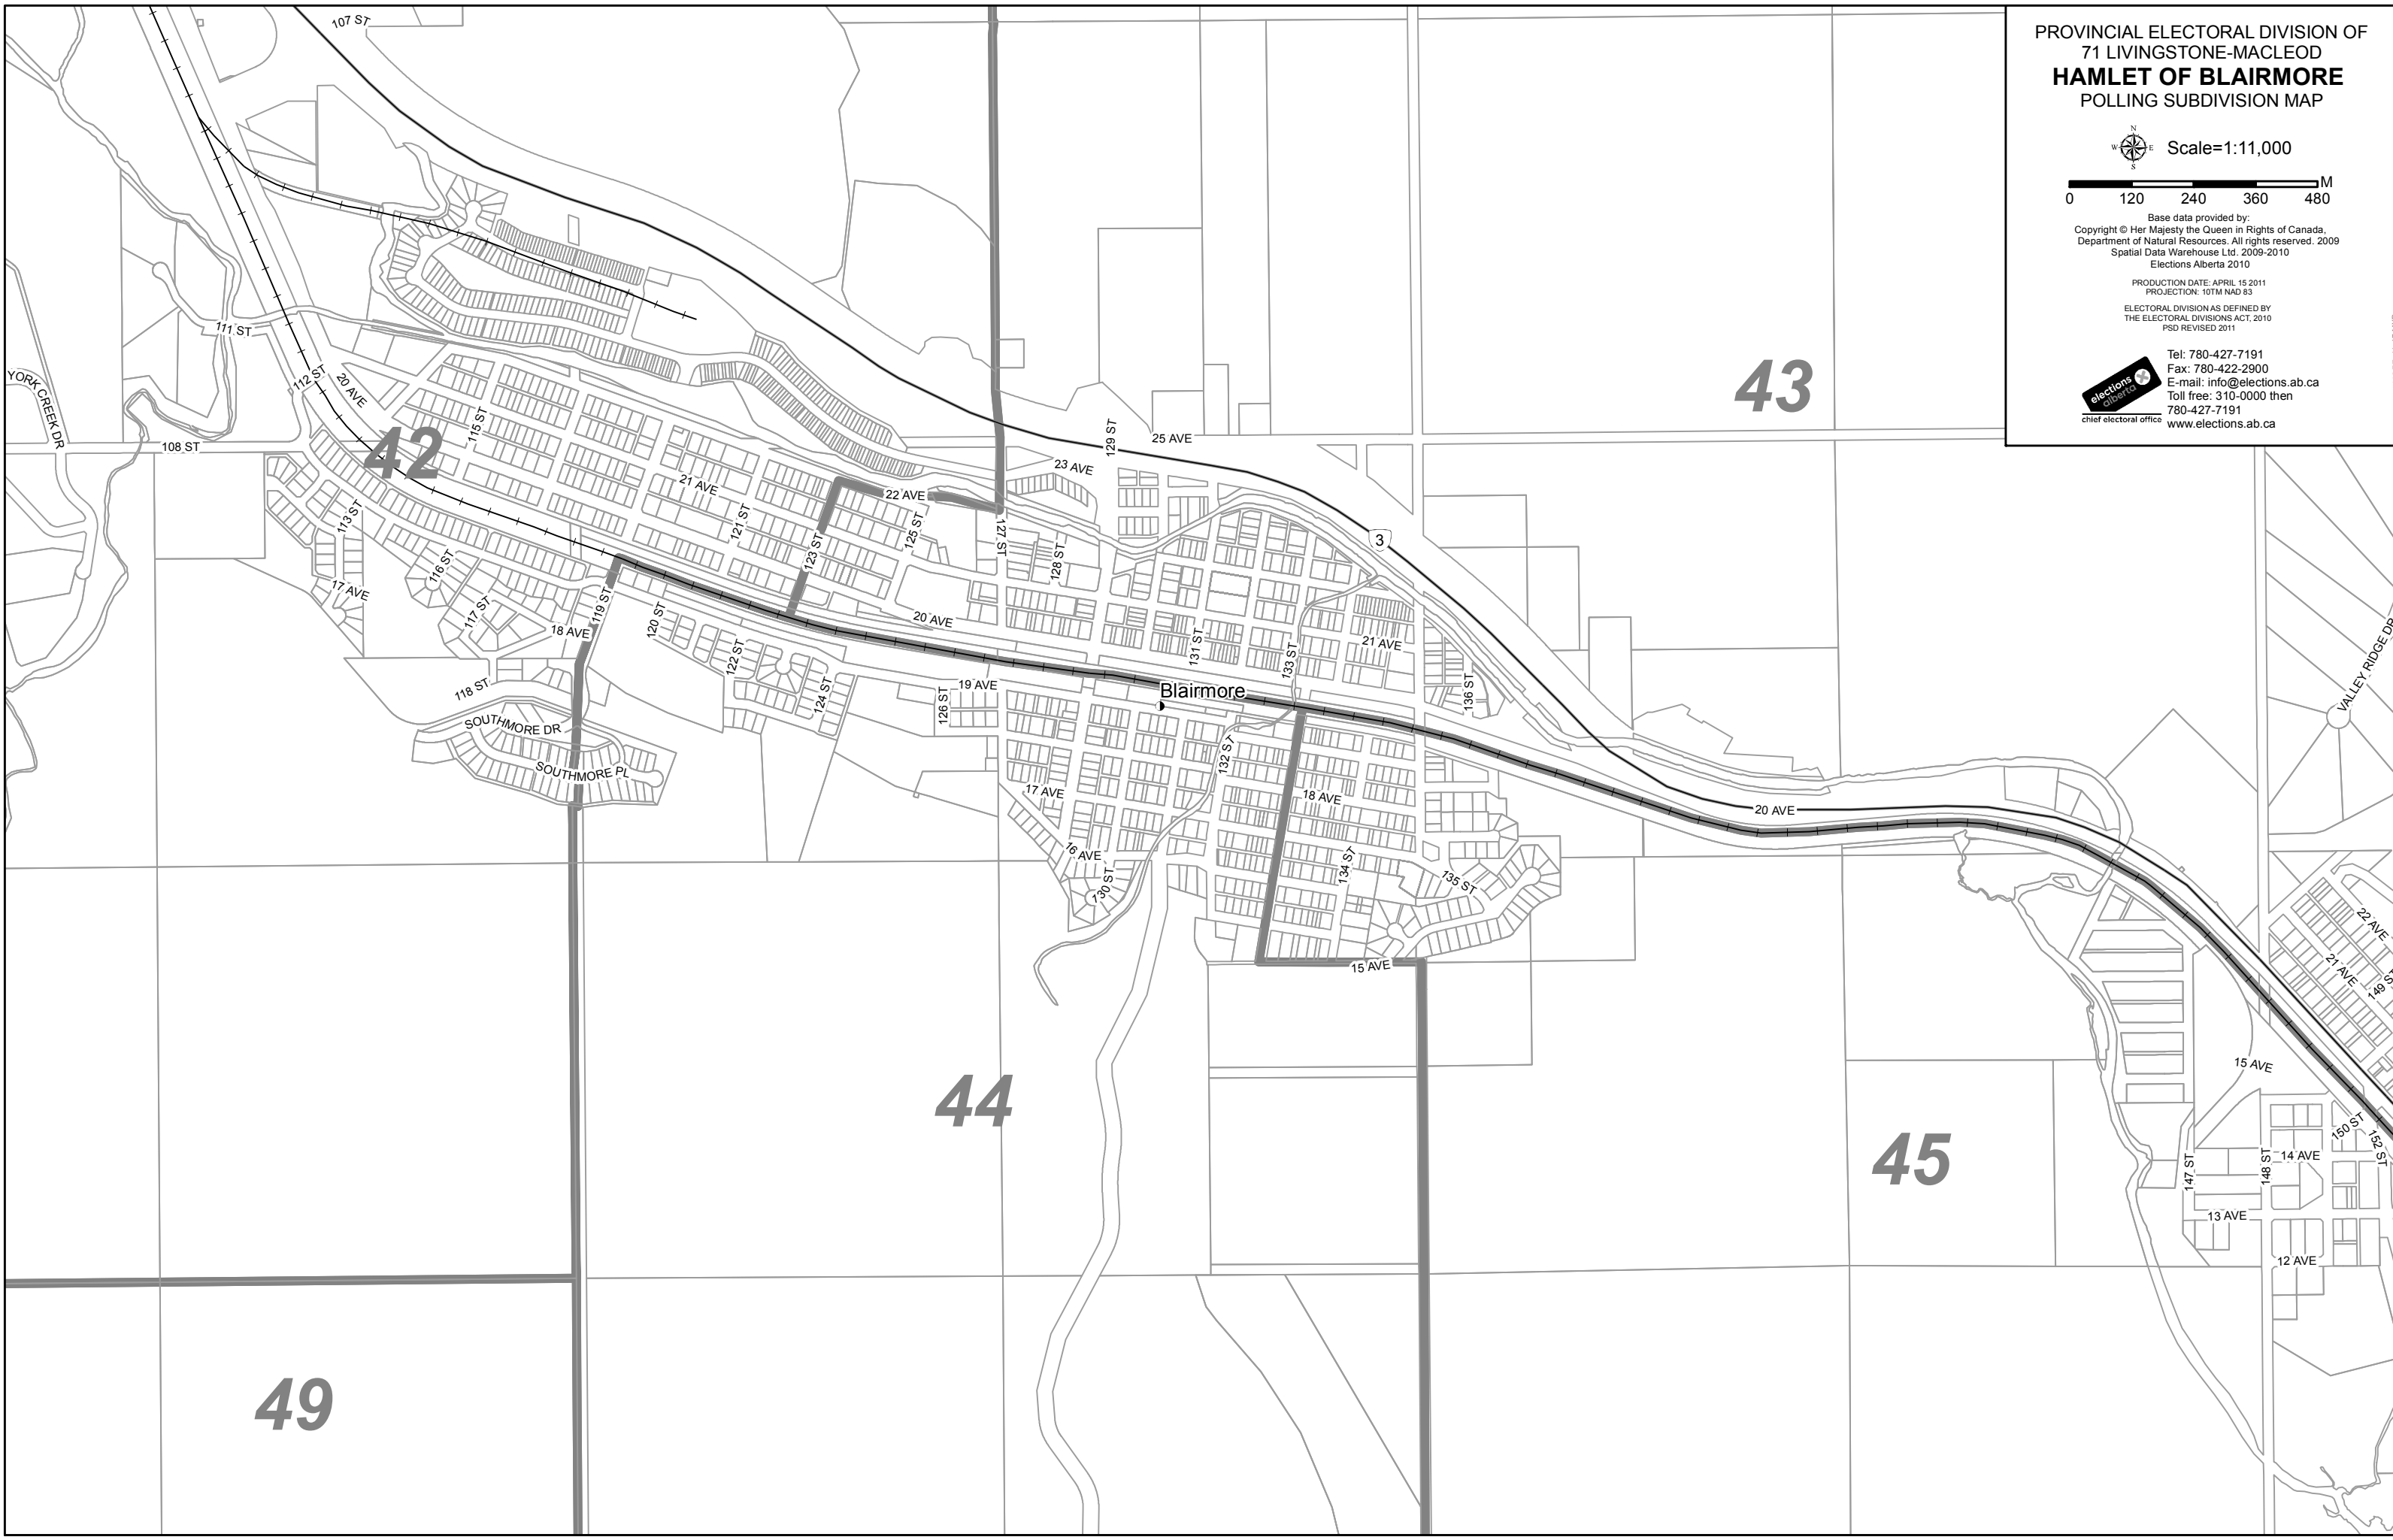 PROVINCIAL ELECTORAL DIVISION OF
71 LIVINGSTONE-MACLEOD
HAMLET OF BLAIRMORE
POLLING SUBDIVISION MAP
N
W E
S
Scale=1:11,000
M
0 120 240 360 480
Base data provided by:
Copyright © Her Majesty the Queen in Rights of Canada,
Department of Natural Resources. All rights reserved. 2009
Spatial Data Warehouse Ltd. 2009-2010
Elections Alberta 2010
PRODUCTION DATE: APRIL 15 2011
PROJECTION: 10TM NAD 83
ELECTORAL DIVISION AS DEFINED BY
THE ELECTORAL DIVISIONS ACT, 2010
PSD REVISED 2011
elections
alberta
chief electoral office
Tel: 780-427-7191
Fax: 780-422-2900
E-mail: info@elections.ab.ca
Toll free: 310-0000 then
780-427-7191
www.elections.ab.ca
107 ST
111 ST
112 ST
20 AVE
YORK CREEK DR
108 ST
42
115 ST
43
129 ST
25 AVE
23 AVE
21 AVE
22 AVE
113 ST
121 ST
125 ST
127 ST
123 ST
128 ST
3
116 ST
17 AVE
117 ST
119 ST
120 ST
18 AVE
20 AVE
122 ST
131 ST
133 ST
21 AVE
VALLEY RIDGE DR
118 ST
124 ST
126 ST
19 AVE
Blairmore
136 ST
SOUTHMORE DR
SOUTHMORE PL
132 ST
17 AVE
18 AVE
20 AVE
16 AVE
130 ST
134 ST
135 ST
15 AVE
22 AVE
21 AVE
149 ST
44
45
15 AVE
150 ST
152 ST
147 ST
148 ST
14 AVE
13 AVE
12 AVE
49